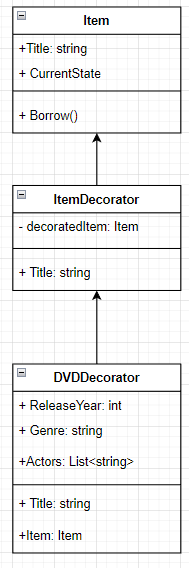 Item
+Title: string
+ CurrentState
+ Borrow()
ItemDecorator
- decoratedItem: Item
+ Title: string
DVDDecorator
+ ReleaseYear: int
+ Genre: string
+Actors: List<string>
+ Title: string
+Item: Item